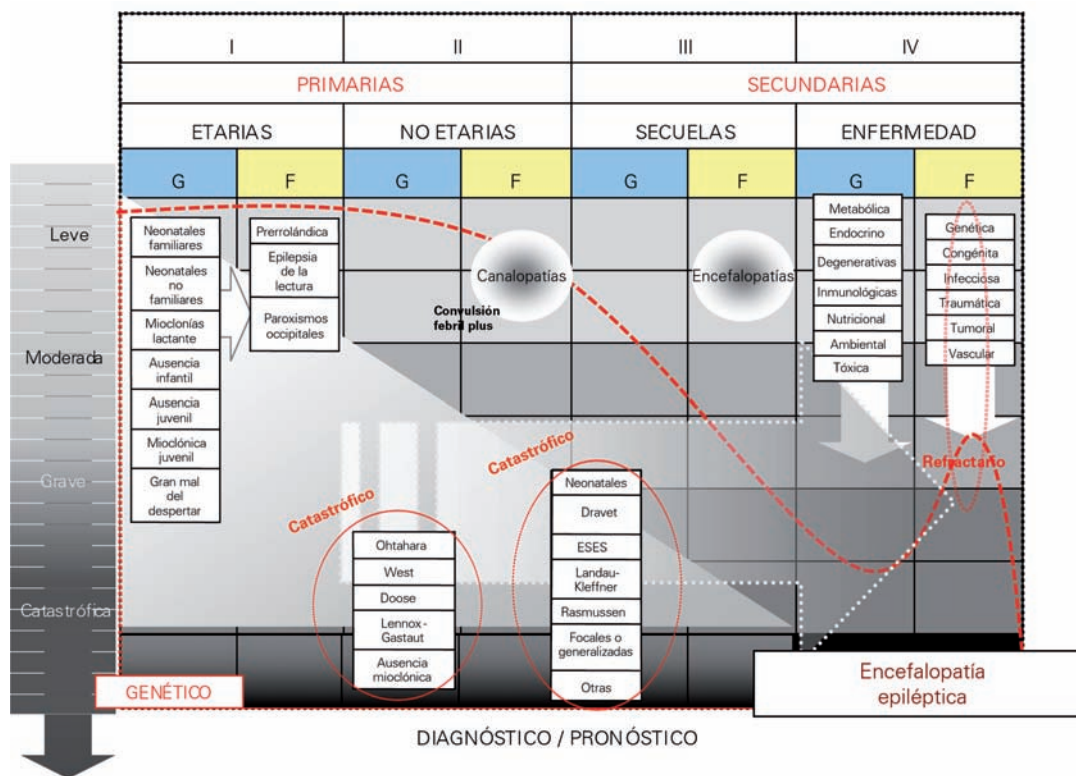 I II III IV
PRIMARIAS SECUNDARIAS
ETARIAS NO ETARIAS SECUELAS ENFERMEDAD
G F G F G F G F
Leve
Moderada
Grave
Catastrófica
Neonatales
familiares
Neonatales
no
familiares
Mioclonías
lactante
Ausencia
infantil
Ausencia
juvenil
Mioclónica
juvenil
Gran mal
del
despertar
Prerrolándica
Epilepsia
de la
lectura
Paroxismos
occipitales
Canalopatías
Convulsión
febril plus
Encefalopatías
Metabólica
Endocrino
Degenerativas
Inmunológicas
Nutricional
Ambiental
Tóxica
Genética
Congénita
Infecciosa
Traumática
Tumoral
Vascular
Refractario
Catastrófico
Ohtahara
West
Doose
Lennox-
Gastaut
Ausencia
mioclónica
Catastrófico
Neonatales
Dravet
ESES
Landau-
Kleffner
Rasmussen
Focales o
generalizadas
Otras
GENÉTICO
Encefalopatía
epiléptica
DIAGNÓSTICO / PRONÓSTICO